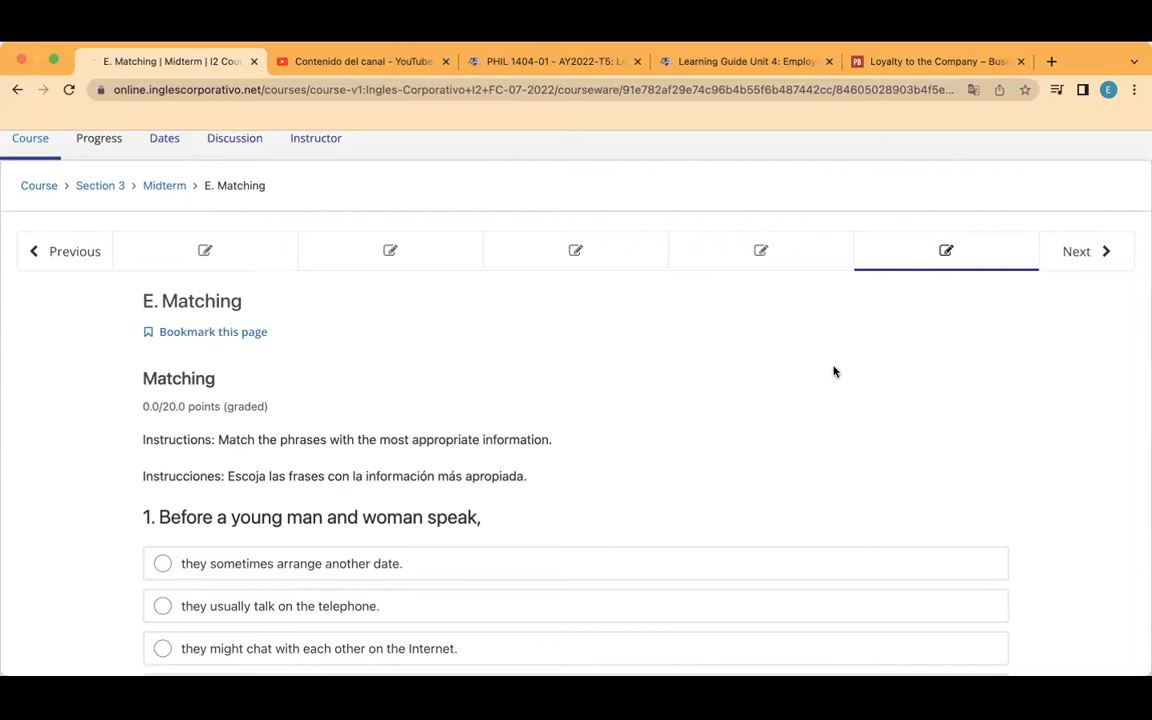 E. Matching | Midterm | I2 Cour
Contenido del canal - YouTube
PHIL 1404-01 - AY2022-T5: Le
Learning Guide Unit 4: Employ
PB Loyalty to the Company – Bus
online.inglescorporativo.net/courses/course-v1:Ingles-Corporativo+I2+FC-07-2022/courseware/91e782af29e74c96b4b55f6b487442cc/84605028903b4f5e...
E
Course Progress Dates Discussion Instructor
Course > Section 3 > Midterm > E. Matching
Previous
Next
E. Matching
Bookmark this page
Matching
0.0/20.0 points (graded)
Instructions: Match the phrases with the most appropriate information.
Instrucciones: Escoja las frases con la información más apropiada.
1. Before a young man and woman speak,
they sometimes arrange another date.
they usually talk on the telephone.
they might chat with each other on the Internet.